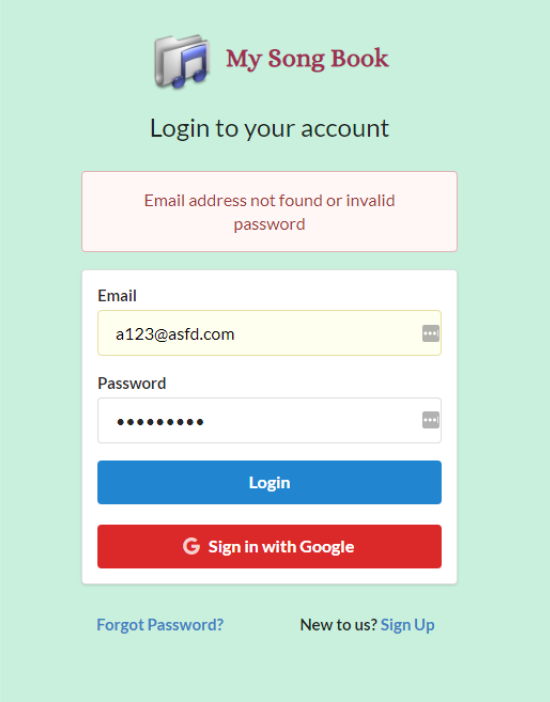 My Song Book
Login to your account
Email address not found or invalid
password
Email
a123@asfd.com
Password
•••••••••
Login
G Sign in with Google
Forgot Password? New to us? Sign Up